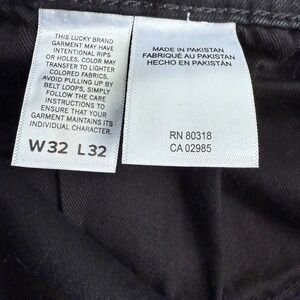 THIS LUCKY BRAND
GARMENT MAY HAVE
INTENTIONAL RIPS
OR HOLES. COLOR MAY
TRANSFER TO LIGHTER
COLORED FABRICS.
AVOID PULLING UP BY
BELT LOOPS, SIMPLY
FOLLOW THE CARE
INSTRUCTIONS TO
ENSURE THAT YOUR
GARMENT MAINTAINS ITS
INDIVIDUAL CHARACTER.
W32 L32
MADE IN PAKISTAN
FABRIQUÉ AU PAKISTAN
HECHO EN PAKISTÁN
RN 80318
CA 02985